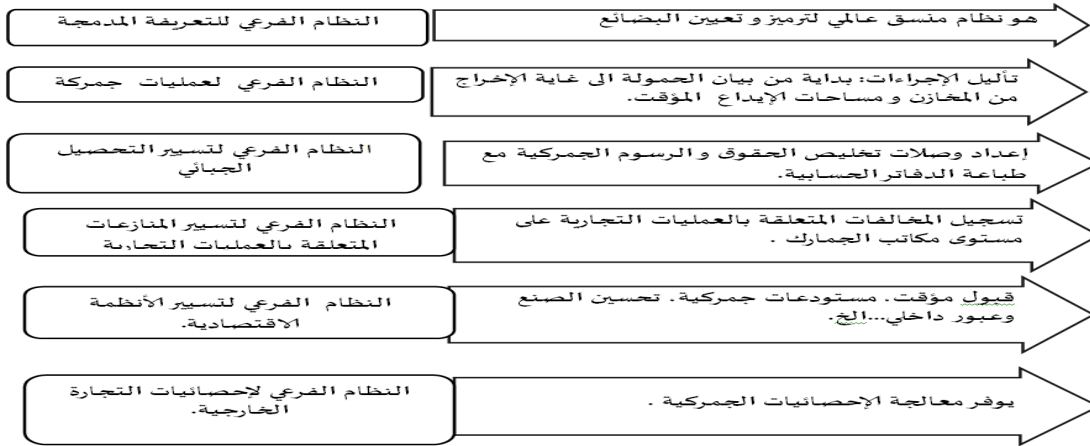 النظام الفرعي للتعريفة المدمجة
هو نظام منسق عالمي لترميز و تعيين البضائع
النظام الفرعي لعمليات جمركة
تأليل الإجراءات: بداية من بيان الحمولة الى غاية الإخراج
من المخازن و مساحات الإيداع المؤقت.
النظام الفرعي لتسيير التحصيل
الجبائي
إعداد وصلات تخليص الحقوق و الرسوم الجمركية مع
طباعة الدفاتر الحسابية.
النظام الفرعي لتسيير المنازعات
المتعلقة بالعمليات التجارية
تسجيل المخالفات المتعلقة بالعمليات التجارية على
مستوى مكاتب الجمارك .
النظام الفرعي لتسيير الأنظمة
الاقتصادية.
قبول مؤقت. مستودعات جمركية. تحسين الصنع
وعبور داخلي...الخ.
النظام الفرعي لإحصائيات التجارة
الخارجية.
يوفر معالجة الإحصائيات الجمركية .